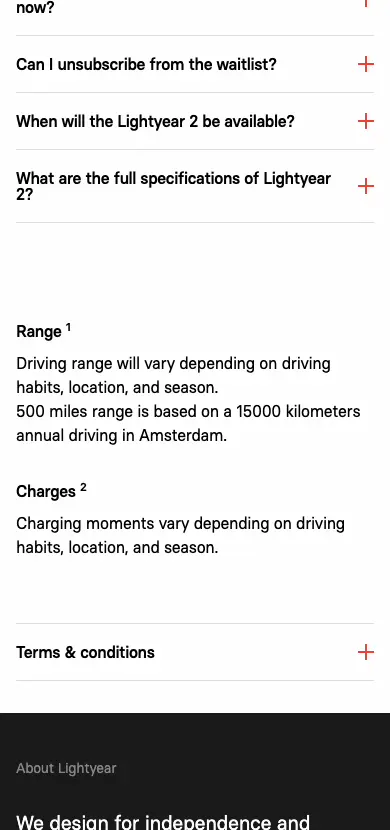 now?
Can I unsubscribe from the waitlist?
When will the Lightyear 2 be available?
What are the full specifications of Lightyear
2?
Range 1
Driving range will vary depending on driving
habits, location, and season.
500 miles range is based on a 15000 kilometers
annual driving in Amsterdam.
Charges 2
Charging moments vary depending on driving
habits, location, and season.
Terms & conditions
About Lightyear
We design for independence and